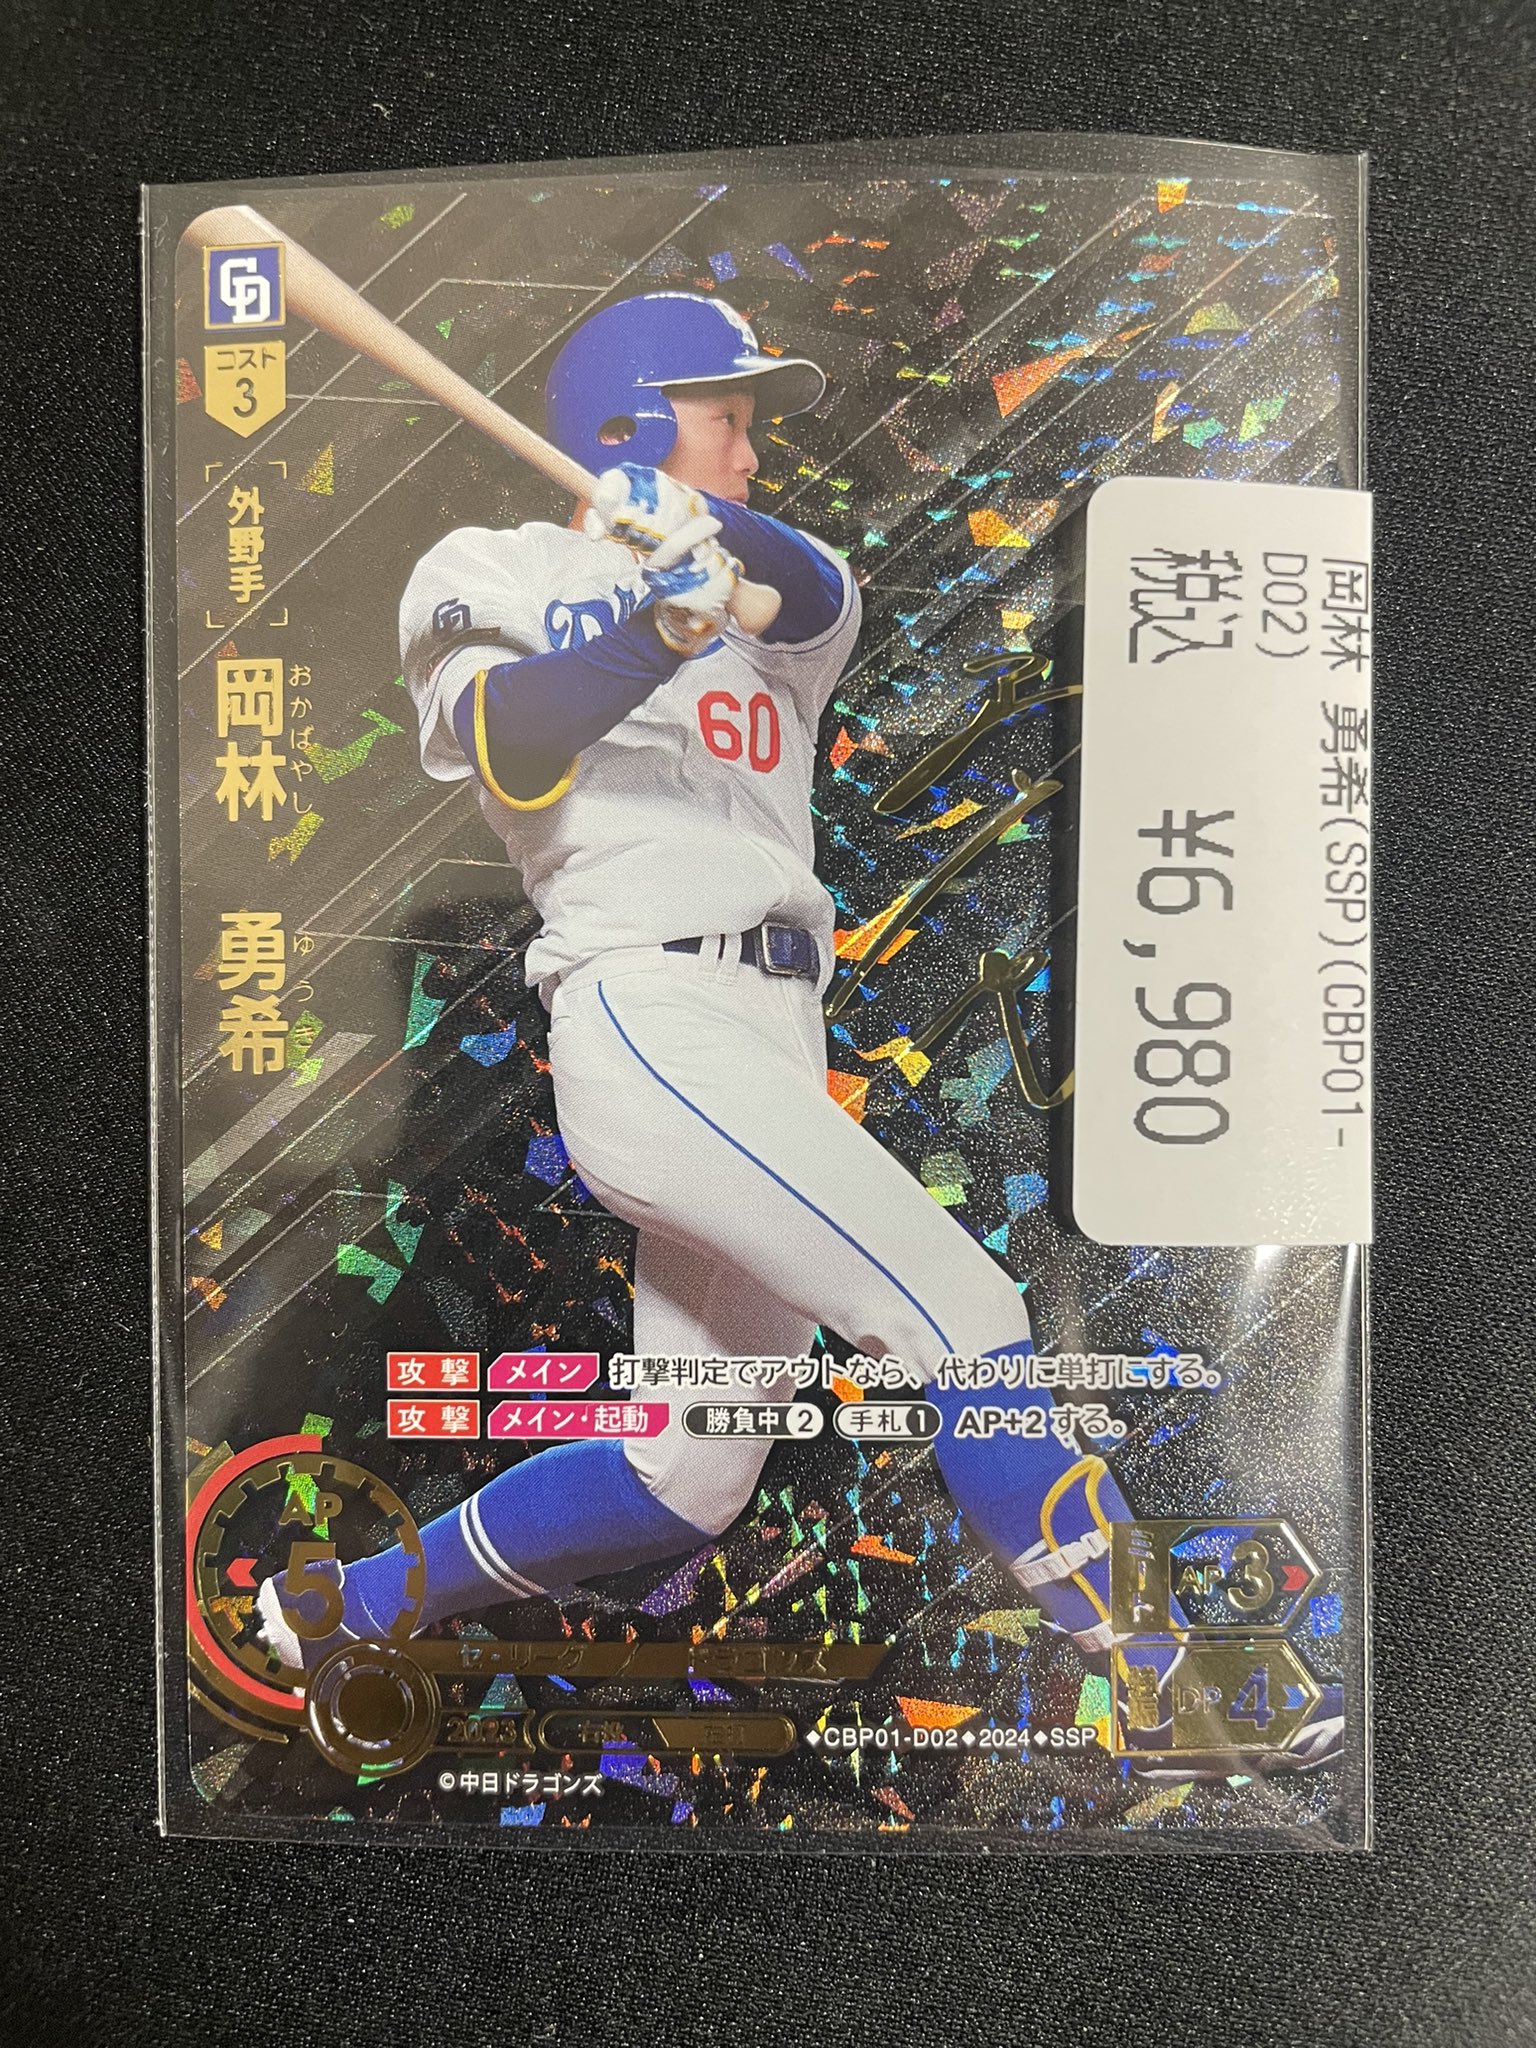 CD
コスト
3
外野手
岡林 勇希
おかばやし ゆうき
D
60
岡林 勇希(SSP)(CBP01-
D02)
税込 ¥6,980
攻撃 メイン 打撃判定でアウトなら、代わりに単打にする。
攻撃 メイン・起動 勝負中2 手札1 AP+2する。
AP
5
ミート AP 3
DP 4
セ・リーグ / ドラゴンズ
2023
◆CBP01-D02◆2024◆SSP
©中日ドラゴンズ